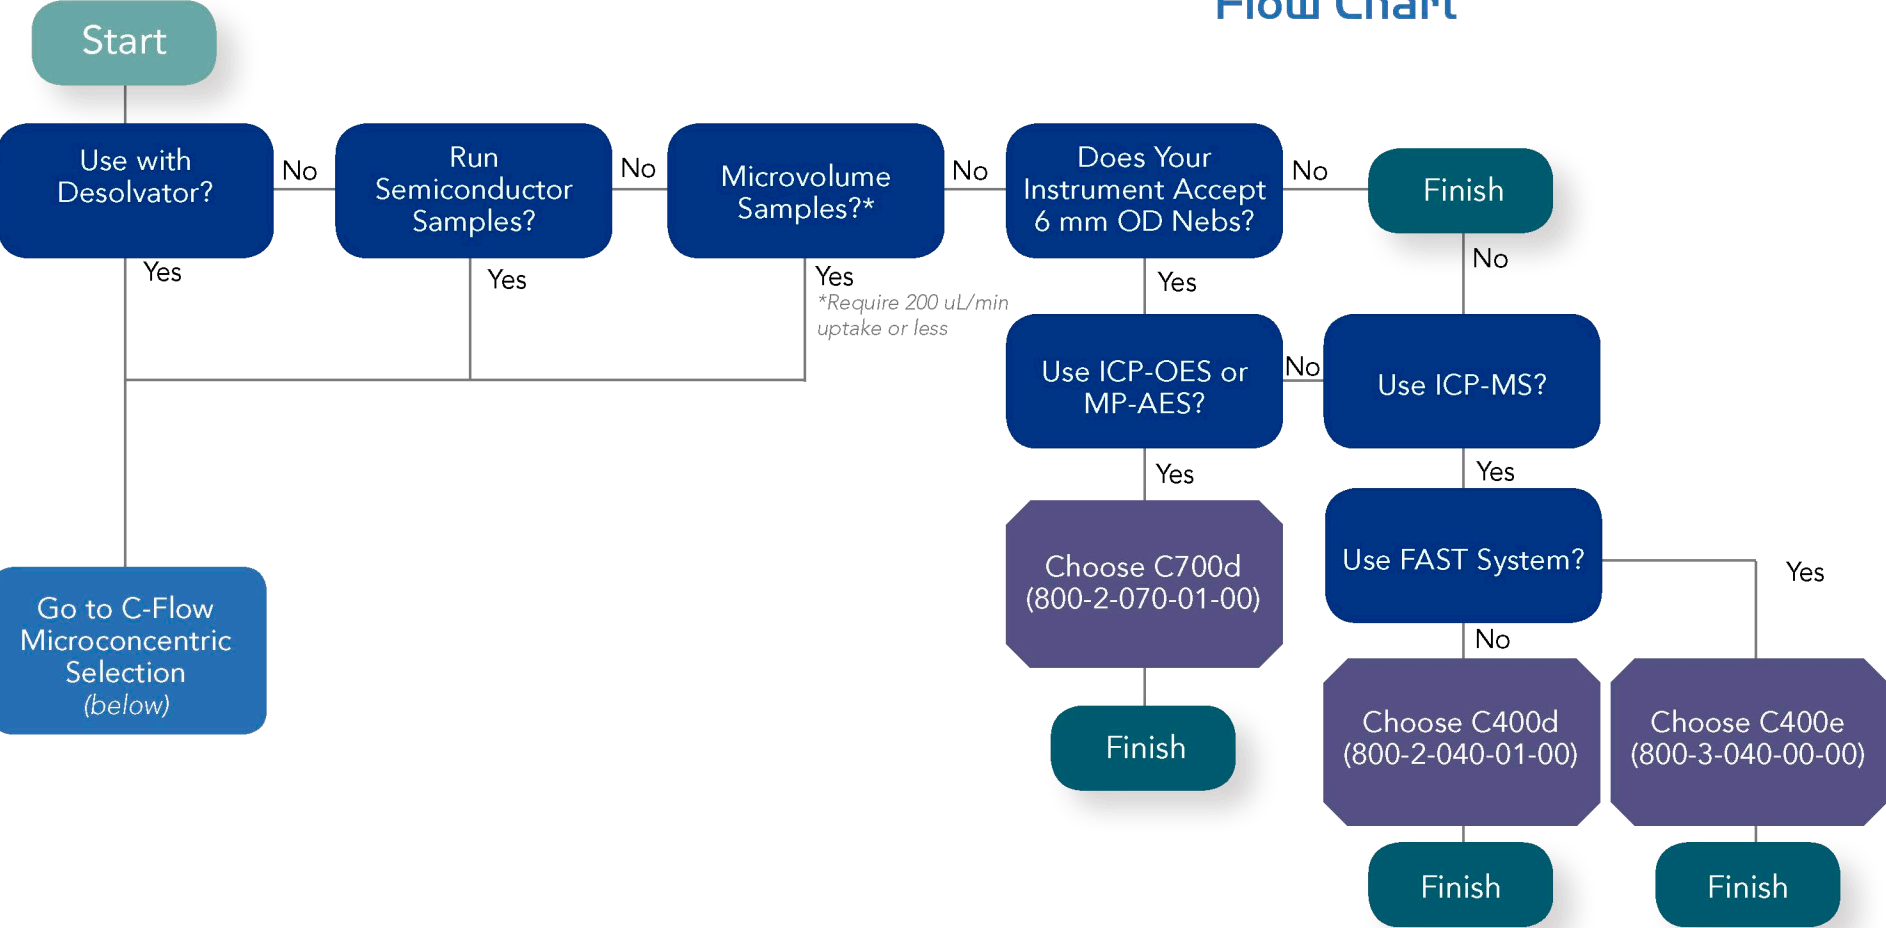 Flow Chart
Start
Use with
Desolvator?
No
Run
Semiconductor
Samples?
No
Microvolume
Samples?*
No
Does Your
Instrument Accept
6 mm OD Nebs?
No
Finish
Yes
Yes
Yes
*Require 200 uL/min
uptake or less
Yes
No
Use ICP-OES or
MP-AES?
No
Use ICP-MS?
Yes
Yes
Choose C700d
(800-2-070-01-00)
Use FAST System?
Yes
No
Go to C-Flow
Microconcentric
Selection
(below)
Finish
Choose C400d
(800-2-040-01-00)
Choose C400e
(800-3-040-00-00)
Finish
Finish